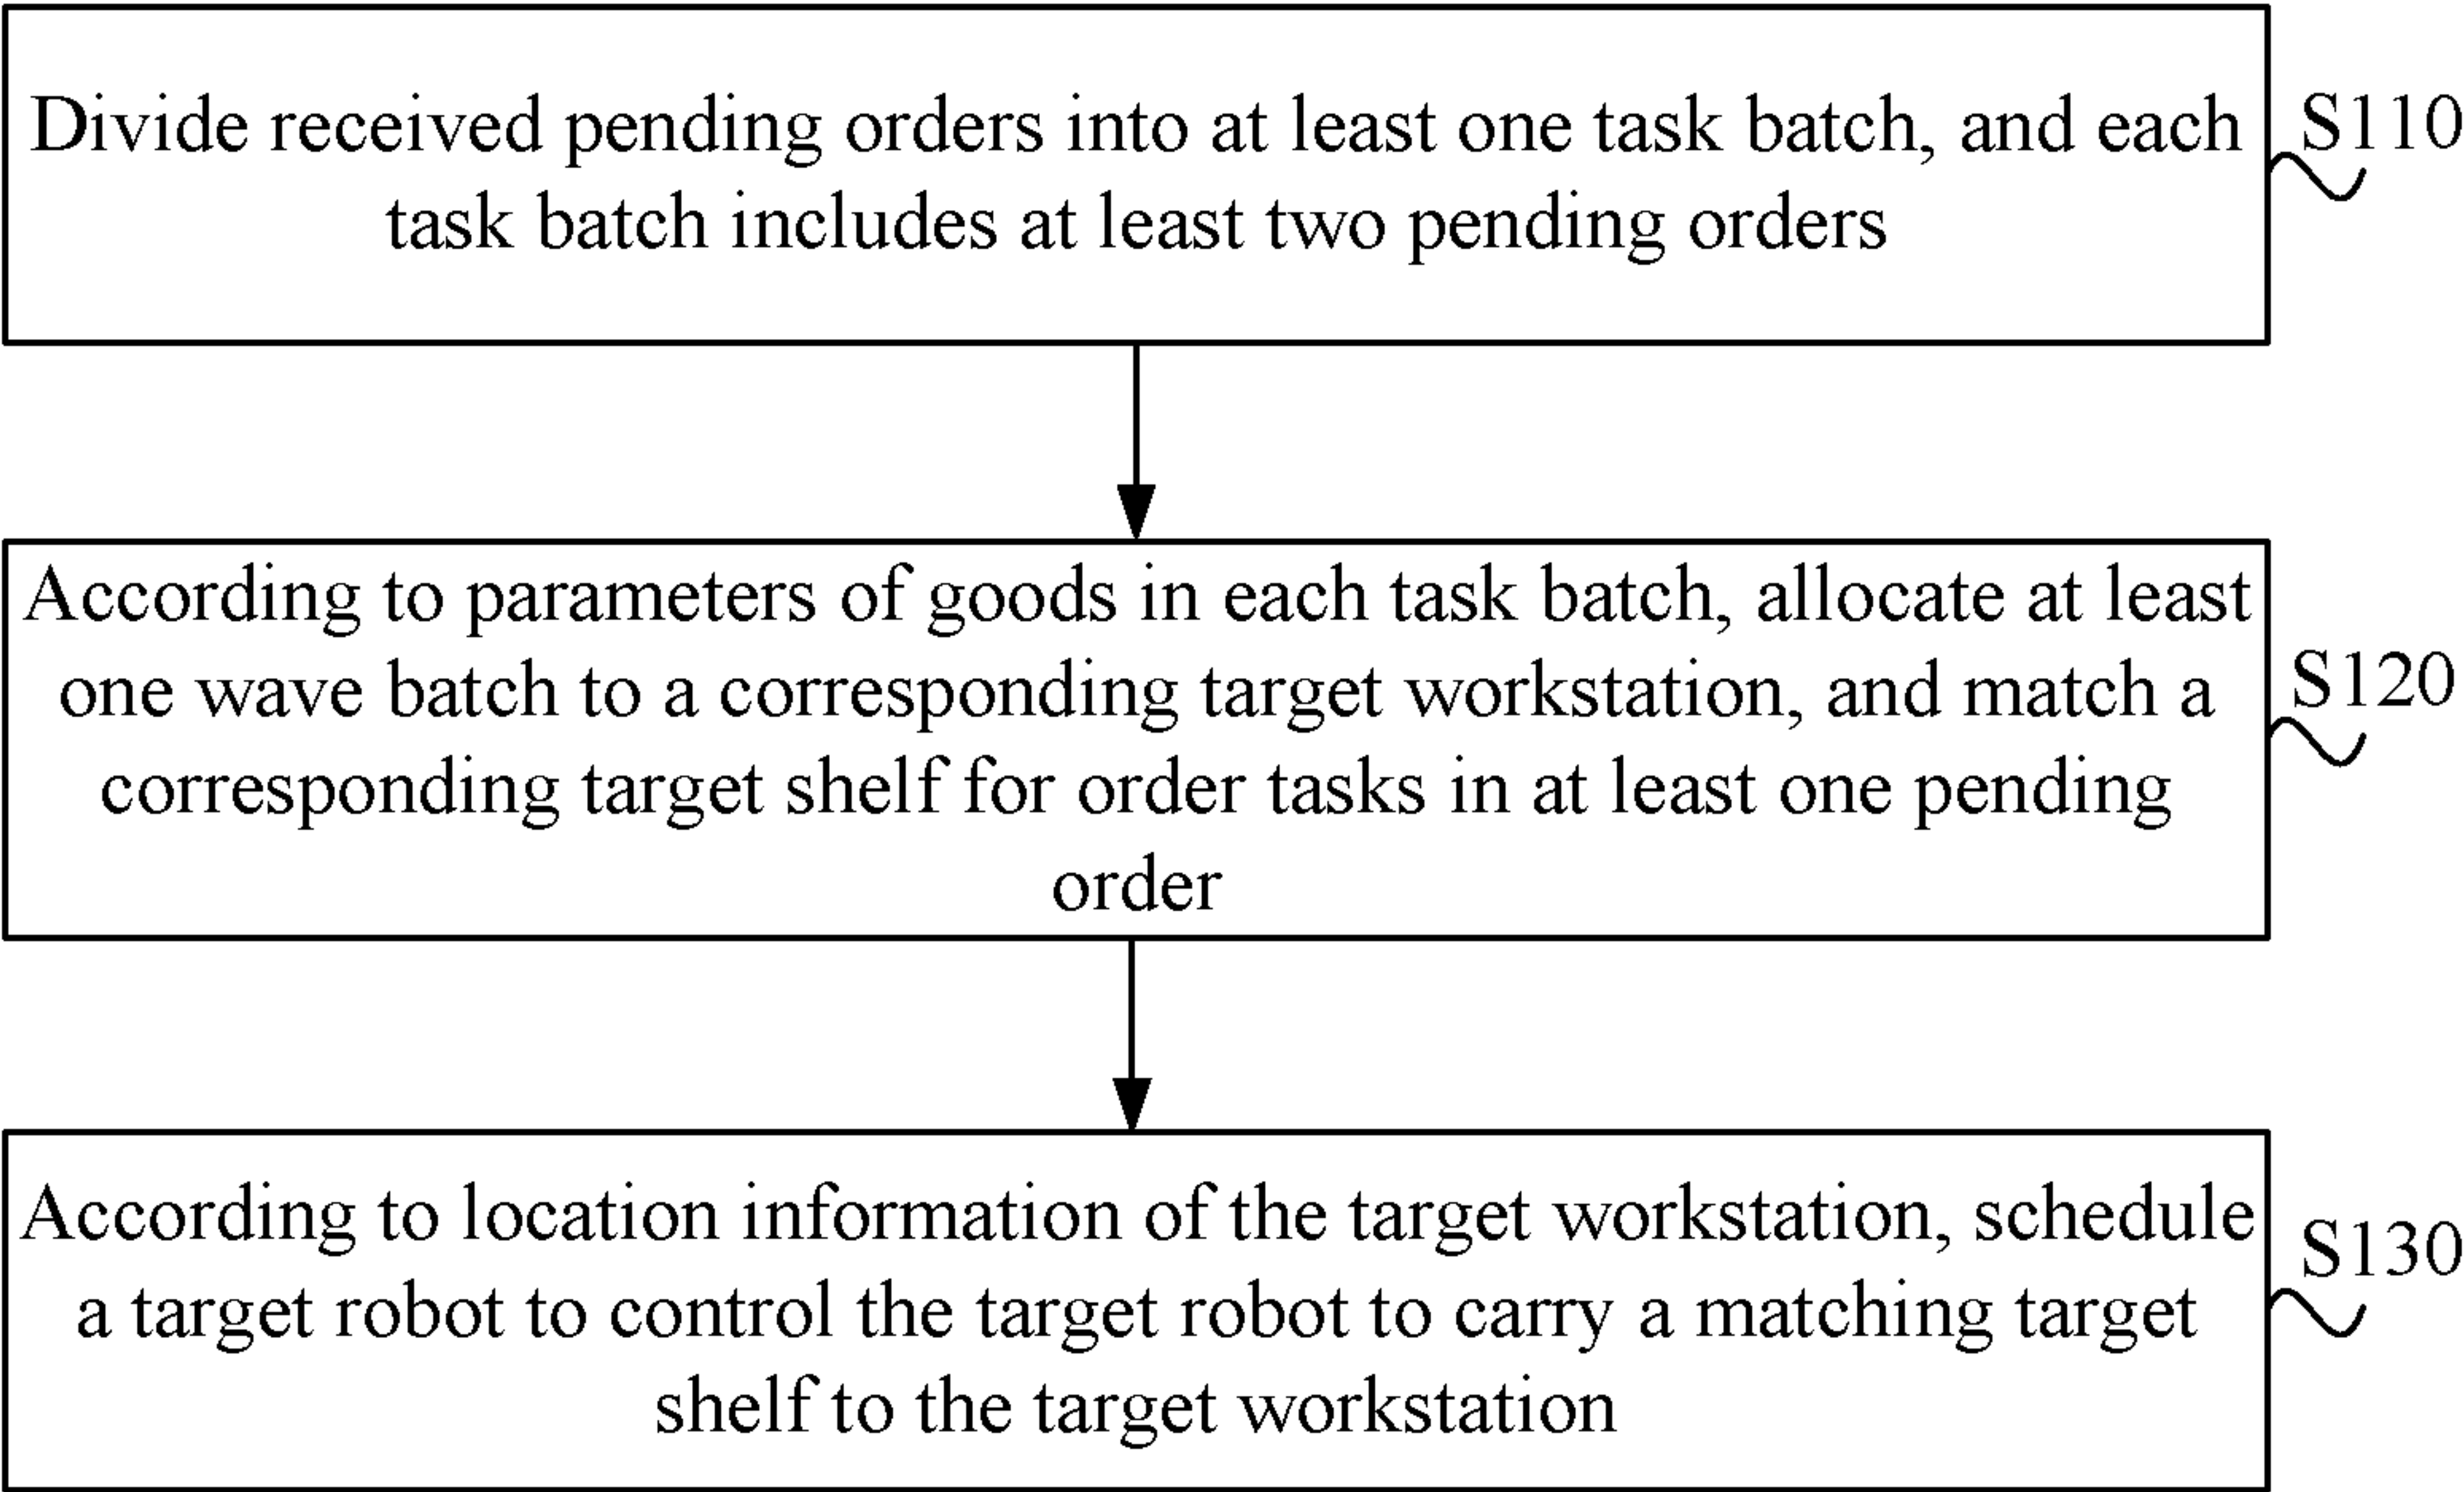 Divide received pending orders into at least one task batch, and each
task batch includes at least two pending orders
S110
According to parameters of goods in each task batch, allocate at least
one wave batch to a corresponding target workstation, and match a
corresponding target shelf for order tasks in at least one pending
order
S120
According to location information of the target workstation, schedule
a target robot to control the target robot to carry a matching target
shelf to the target workstation
S130